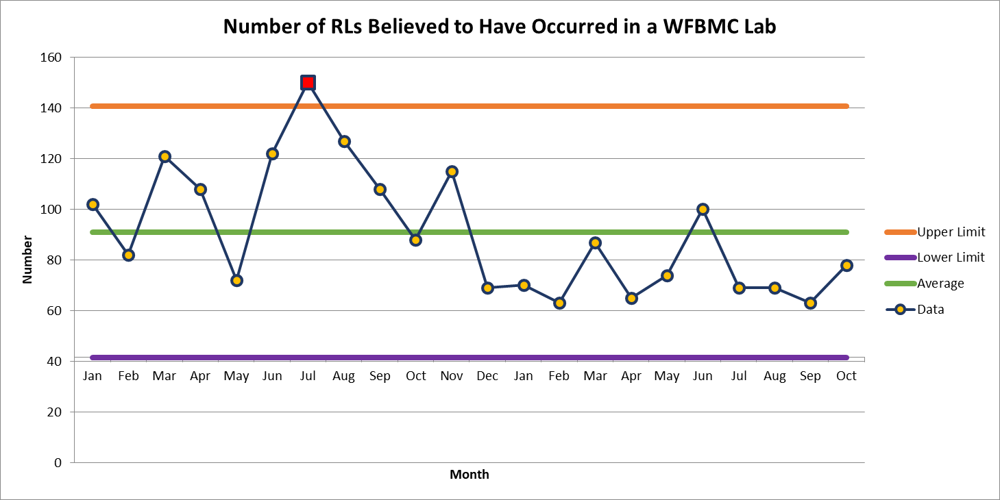 Number of RLs Believed to Have Occurred in a WFBMC Lab
160
140
120
100
80
60
40
20
0
Number
Jan Feb Mar Apr May Jun Jul Aug Sep Oct Nov Dec Jan Feb Mar Apr May Jun Jul Aug Sep Oct
Month
Upper Limit
Lower Limit
Average
Data